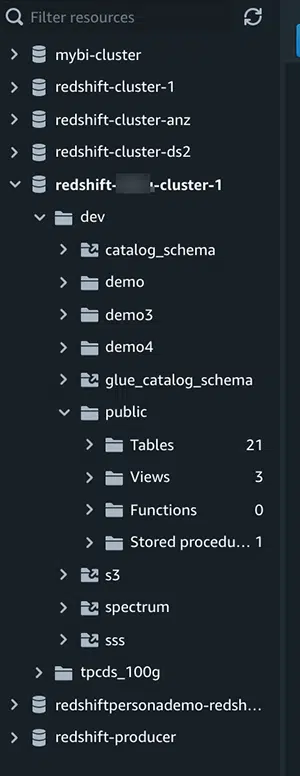 Filter resources
mybi-cluster
redshift-cluster-1
redshift-cluster-anz
redshift-cluster-ds2
redshift- -cluster-1
dev
catalog_schema
demo
demo3
demo4
glue_catalog_schema
public
Tables 21
Views 3
Functions 0
Stored procedu... 1
s3
spectrum
sss
tpcds_100g
redshiftpersonademo-redsh...
redshift-producer